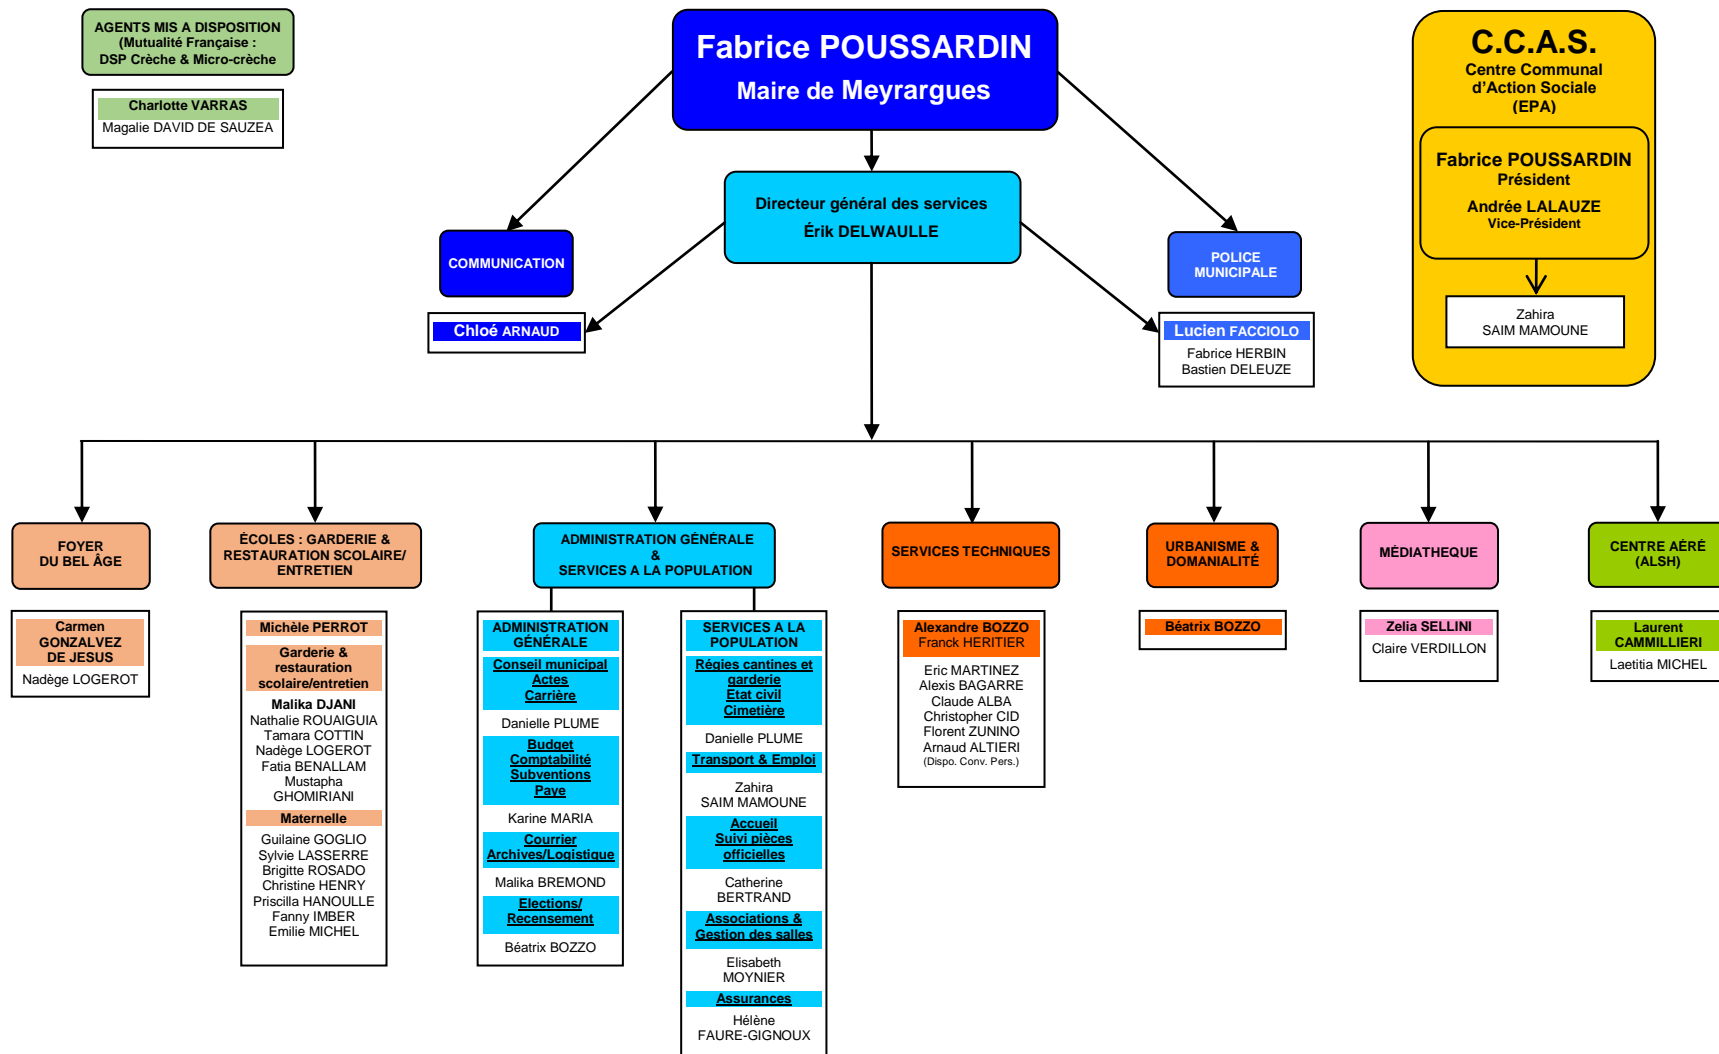 AGENTS MIS A DISPOSITION
(Mutualité Française :
DSP Crèche & Micro-crèche
Charlotte VARRAS
Magalie DAVID DE SAUZEA
Fabrice POUSSARDIN
Maire de Meyrargues
C.C.A.S.
Centre Communal
d'Action Sociale
(EPA)
Fabrice POUSSARDIN
Président
Andrée LALAUZE
Vice-Président
Zahira
SAIM MAMOUNE
Directeur général des services
Érik DELWAULLE
COMMUNICATION
Chloé ARNAUD
POLICE
MUNICIPALE
Lucien FACCIOLO
Fabrice HERBIN
Bastien DELEUZE
FOYER
DU BEL ÂGE
Carmen
GONZALVEZ
DE JESUS
Nadège LOGEROT
ÉCOLES : GARDERIE &
RESTAURATION SCOLAIRE/
ENTRETIEN
Michèle PERROT
Garderie &
restauration
scolaire/entretien
Malika DJANI
Nathalie ROUAIGUIA
Tamara COTTIN
Nadège LOGEROT
Fatia BENALLAM
Mustapha
GHOMIRIANI
Maternelle
Guilaine GOGLIO
Sylvie LASSERRE
Brigitte ROSADO
Christine HENRY
Priscilla HANOULLE
Fanny IMBER
Emilie MICHEL
ADMINISTRATION GÉNÉRALE
&
SERVICES A LA POPULATION
ADMINISTRATION
GÉNÉRALE
Conseil municipal
Actes
Carrière
Danielle PLUME
Budget
Comptabilité
Subventions
Paye
Karine MARIA
Courrier
Archives/Logistique
Malika BREMOND
Elections/
Recensement
Béatrix BOZZO
SERVICES A LA
POPULATION
Régies cantines et
garderie
Etat civil
Cimetière
Danielle PLUME
Transport & Emploi
Zahira
SAIM MAMOUNE
Accueil
Suivi pièces
officielles
Catherine
BERTRAND
Associations &
Gestion des salles
Elisabeth
MOYNIER
Assurances
Hélène
FAURE-GIGNOUX
SERVICES TECHNIQUES
Alexandre BOZZO
Franck HERITIER
Eric MARTINEZ
Alexis BAGARRE
Claude ALBA
Christopher CID
Florent ZUNINO
Arnaud ALTIERI
(Dispo. Conv. Pers.)
URBANISME &
DOMANIALITÉ
Béatrix BOZZO
MÉDIATHEQUE
Zelia SELLINI
Claire VERDILLON
CENTRE AÉRÉ
(ALSH)
Laurent
CAMMILLIERI
Laetitia MICHEL